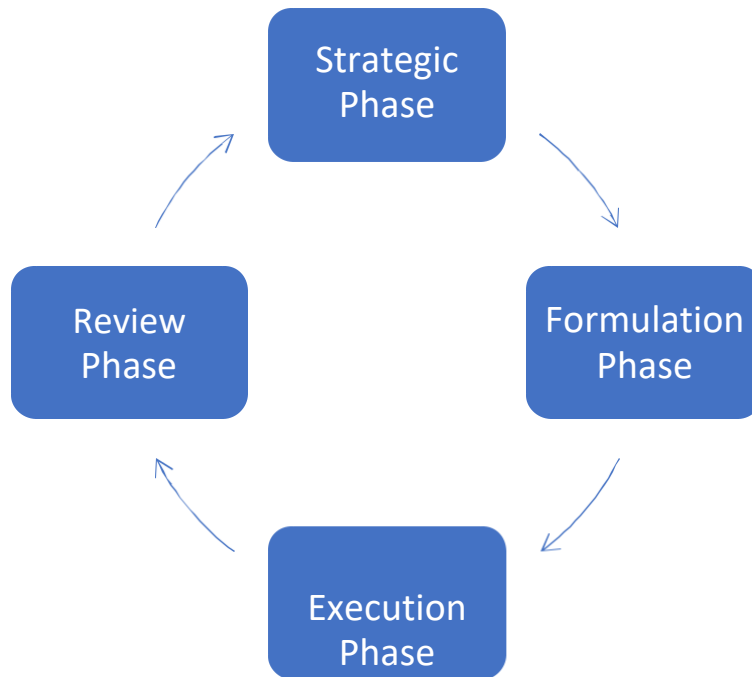 Strategic
Phase
Formulation
Phase
Execution
Phase
Review
Phase